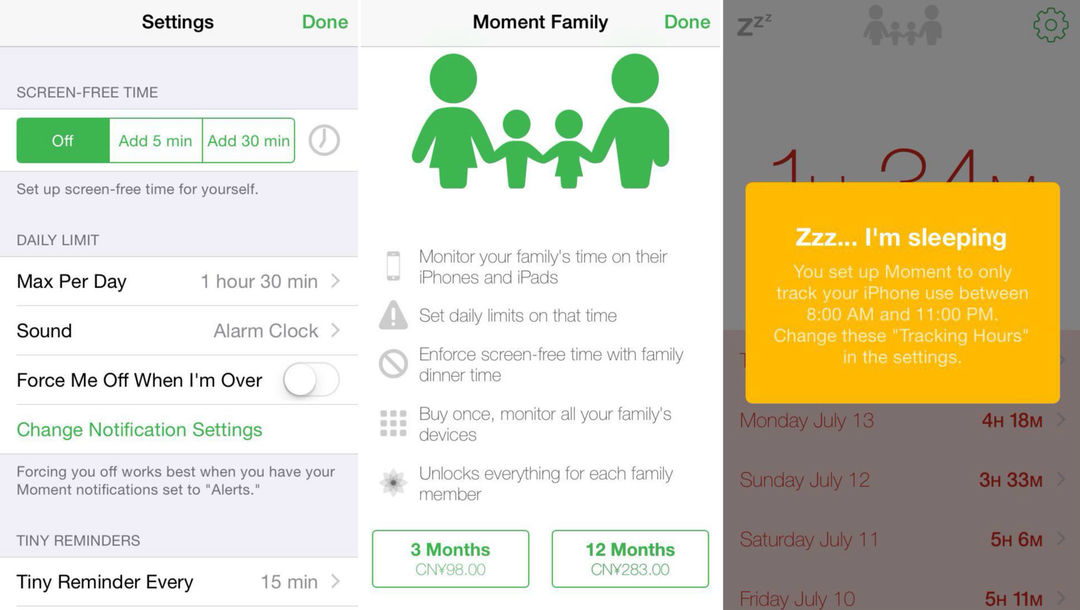 Settings
Done
SCREEN-FREE TIME
Off
Add 5 min
Add 30 min
Set up screen-free time for yourself.
DAILY LIMIT
Max Per Day
1 hour 30 min
Sound
Alarm Clock
Force Me Off When I'm Over
Change Notification Settings
Forcing you off works best when you have your
Moment notifications set to "Alerts."
TINY REMINDERS
Tiny Reminder Every
15 min
Moment Family
Done
Monitor your family's time on their
iPhones and iPads
Set daily limits on that time
Enforce screen-free time with family
dinner time
Buy once, monitor all your family's
devices
Unlocks everything for each family
member
3 Months
CN¥98.00
12 Months
CN¥283.00
zzz
1H 34M
Zzz... I'm sleeping
You set up Moment to only
track your iPhone use between
8:00 AM and 11:00 PM.
Change these "Tracking Hours"
in the settings.
Monday July 13
4H 18M
Sunday July 12
3H 33M
Saturday July 11
5H 6M
Friday July 10
5H 11M